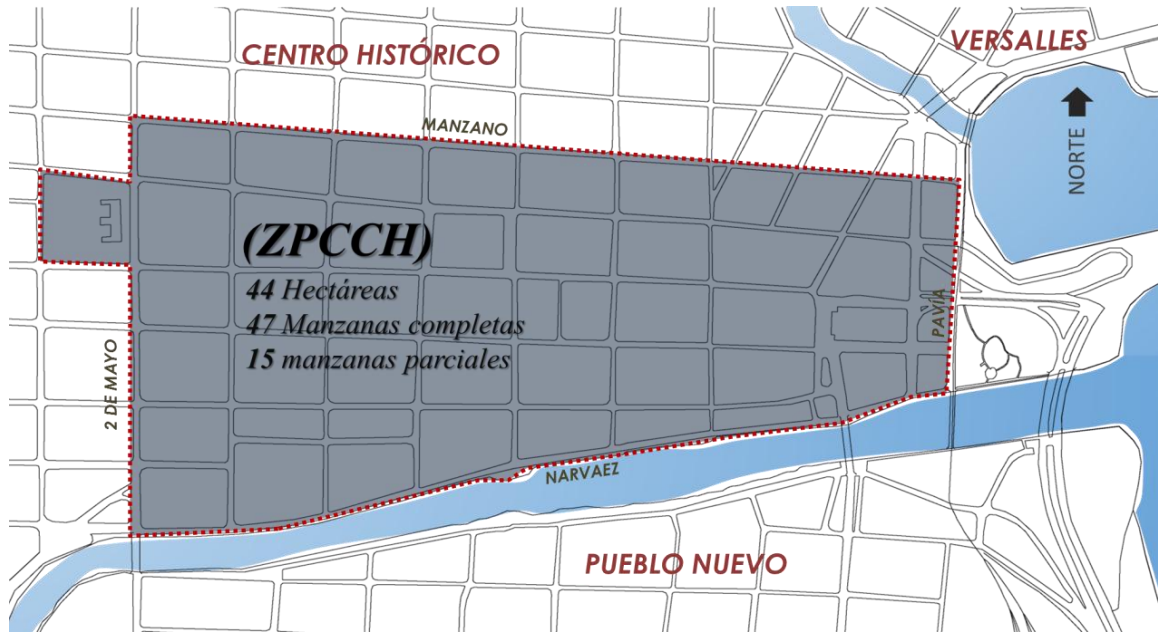 CENTRO HISTÓRICO
VERSALLES
MANZANO
NORTE
(ZPCCH)
44 Hectáreas
47 Manzanas completas
15 manzanas parciales
PAVÍA
2 DE MAYO
NARVAEZ
PUEBLO NUEVO